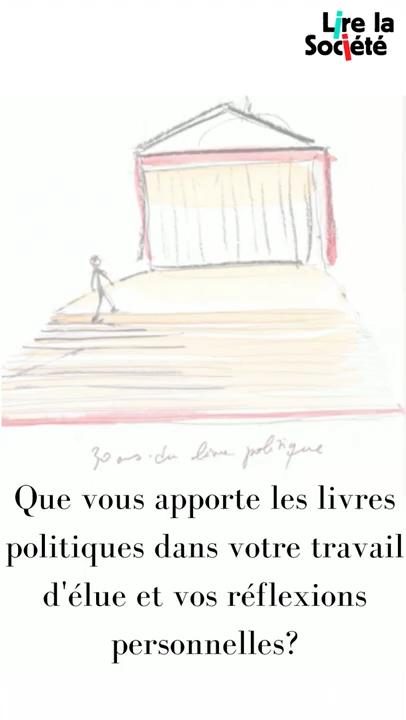 Lire la
Société
30 ans du livre politique
Que vous apporte les livres
politiques dans votre travail
d'élue et vos réflexions
personnelles?